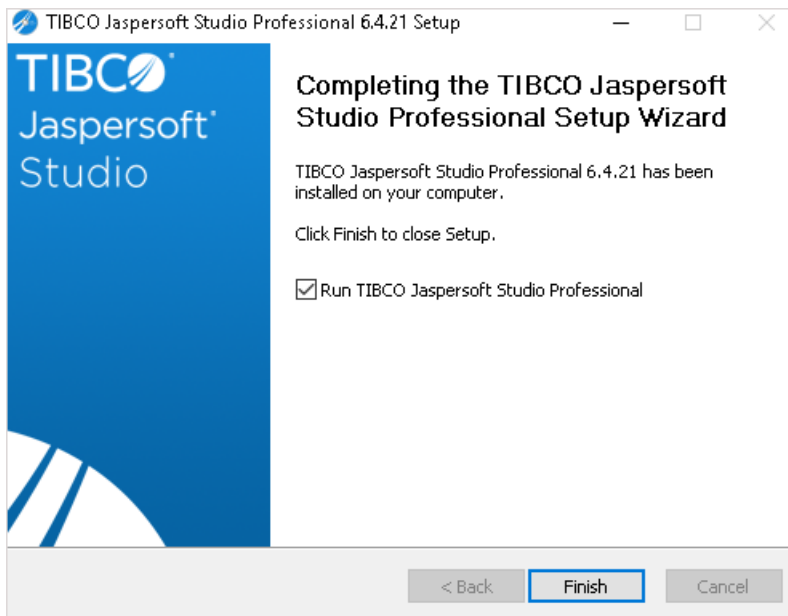 TIBCO Jaspersoft Studio Professional 6.4.21 Setup
TIBCO
Jaspersoft
Studio
Completing the TIBCO Jaspersoft
Studio Professional Setup Wizard
TIBCO Jaspersoft Studio Professional 6.4.21 has been
installed on your computer.
Click Finish to close Setup.
Run TIBCO Jaspersoft Studio Professional
< Back
Finish
Cancel